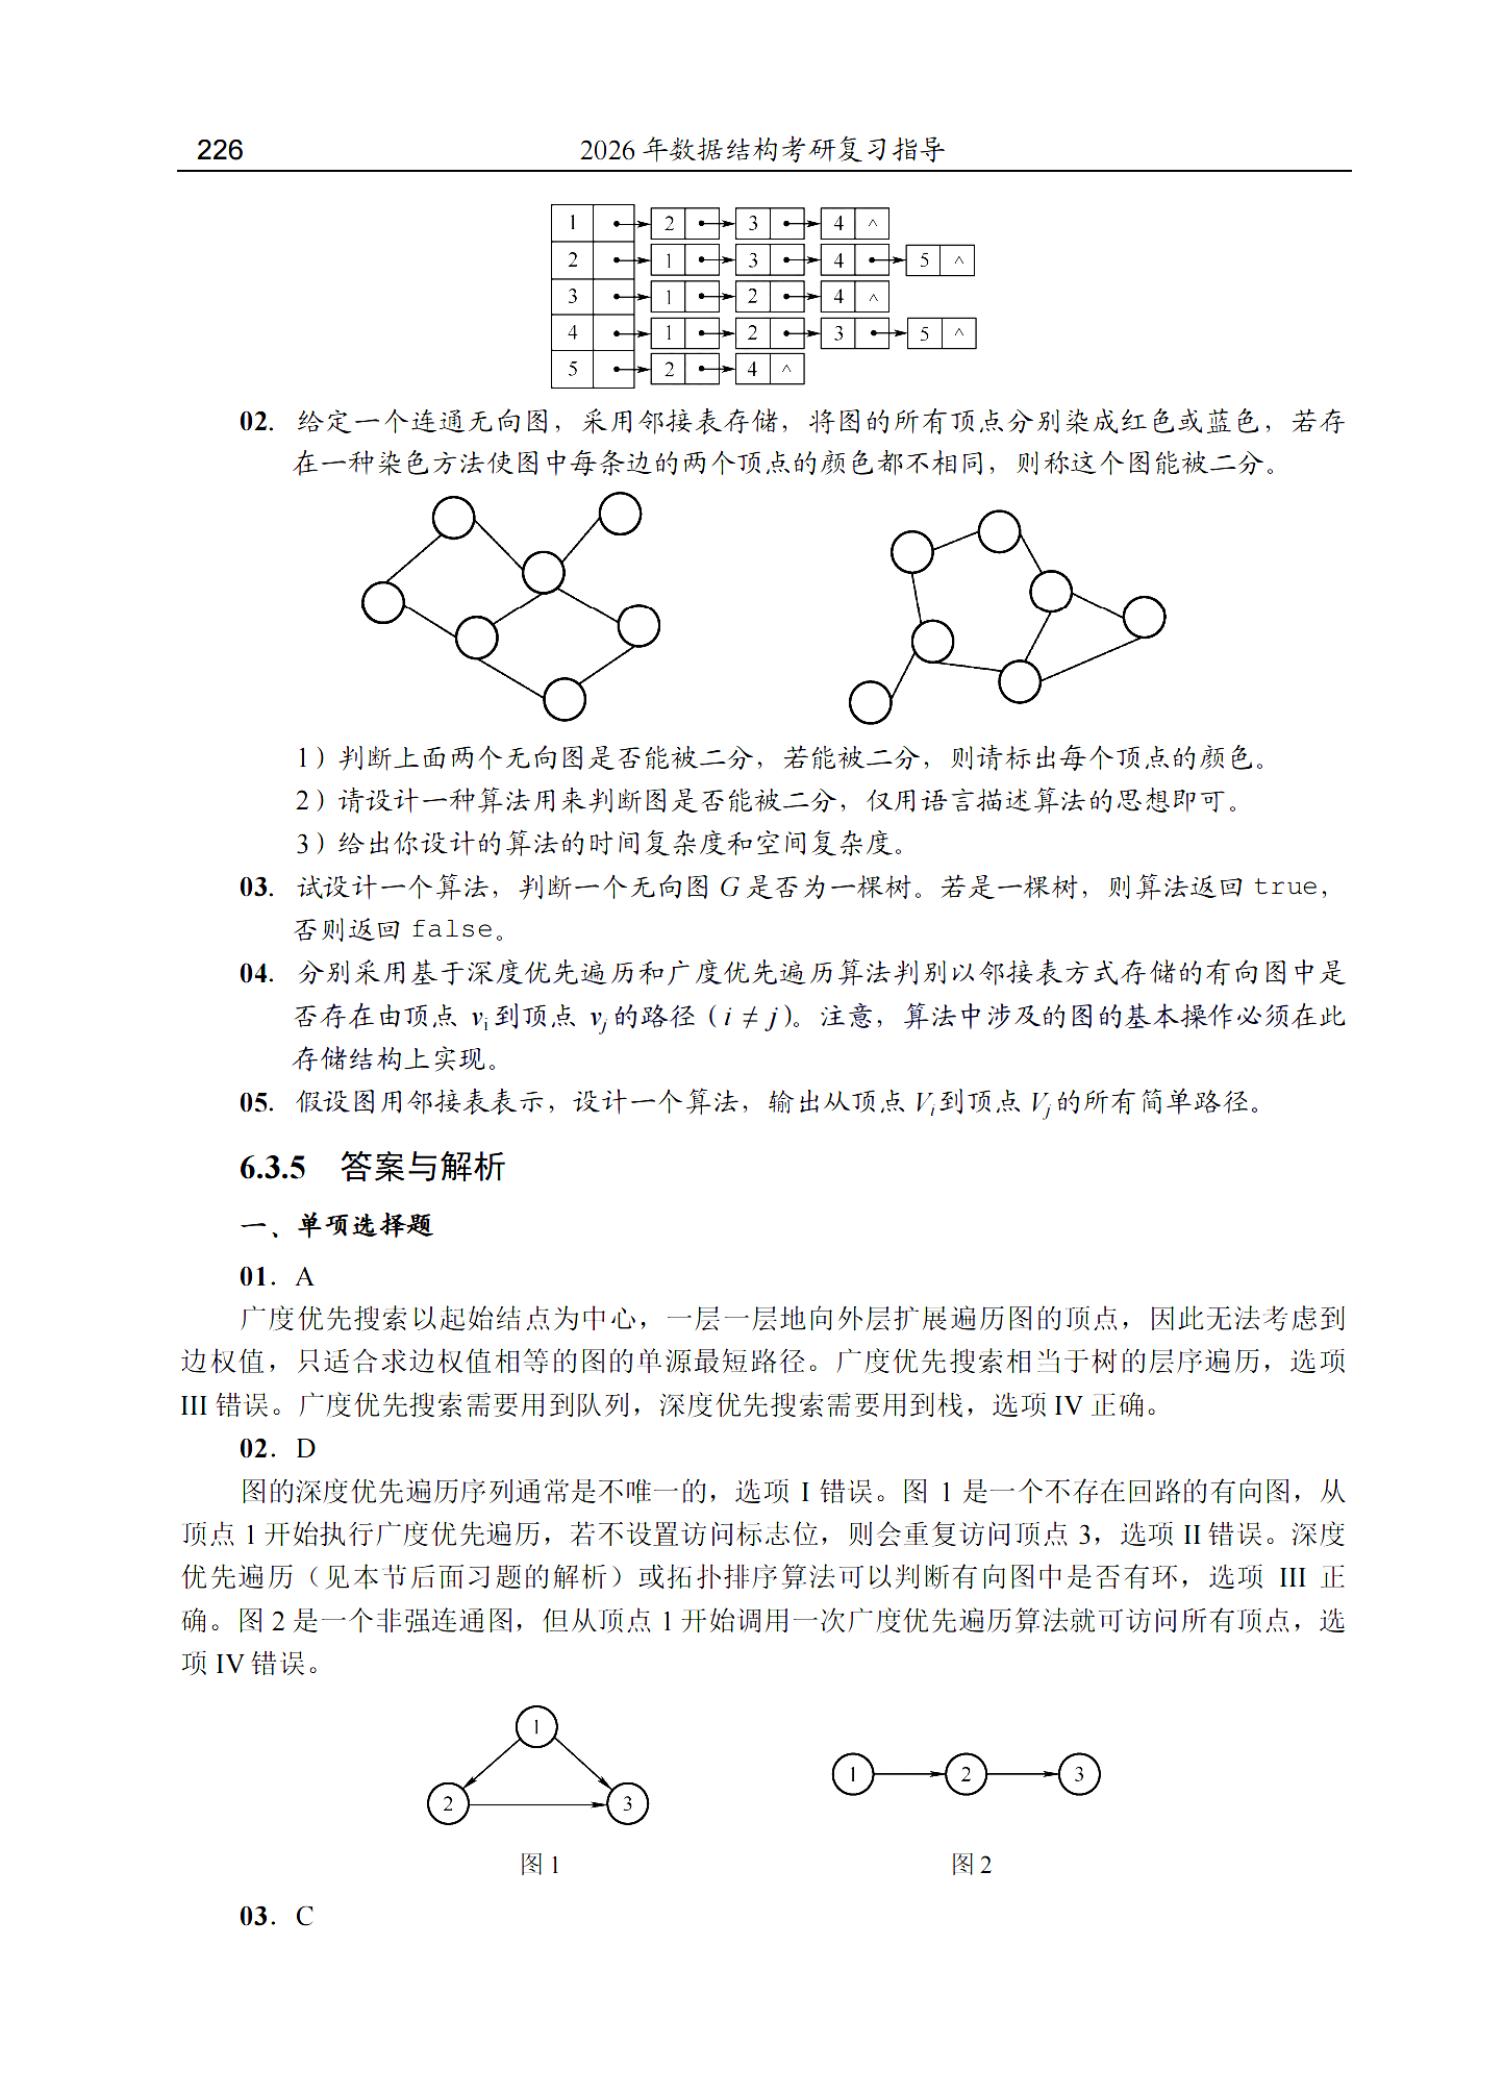 226
2026 年数据结构考研复习指导
1 2 3 4 ^
2 1 3 4 5 ^
3 1 2 4 ^
4 1 2 3 5 ^
5 2 4 ^
02. 给定一个连通无向图，采用邻接表存储，将图的所有顶点分别染成红色或蓝色，若存
在一种染色方法使图中每条边的两个顶点的颜色都不相同，则称这个图能被二分。
1）判断上面两个无向图是否能被二分，若能被二分，则请标出每个顶点的颜色。
2）请设计一种算法用来判断图是否能被二分，仅用语言描述算法的思想即可。
3）给出你设计的算法的时间复杂度和空间复杂度。
03. 试设计一个算法，判断一个无向图 G 是否为一棵树。若是一棵树，则算法返回 true，
否则返回 false。
04. 分别采用基于深度优先遍历和广度优先遍历算法判别以邻接表方式存储的有向图中是
否存在由顶点 vi 到顶点 vj 的路径（i ≠ j）。注意，算法中涉及的图的基本操作必须在此
存储结构上实现。
05. 假设图用邻接表表示，设计一个算法，输出从顶点 Vi 到顶点 Vj 的所有简单路径。
6.3.5 答案与解析
一、单项选择题
01．A
广度优先搜索以起始结点为中心，一层一层地向外层扩展遍历图的顶点，因此无法考虑到
边权值，只适合求边权值相等的图的单源最短路径。广度优先搜索相当于树的层序遍历，选项
III 错误。广度优先搜索需要用到队列，深度优先搜索需要用到栈，选项 IV 正确。
02．D
图的深度优先遍历序列通常是不唯一的，选项 I 错误。图 1 是一个不存在回路的有向图，从
顶点 1 开始执行广度优先遍历，若不设置访问标志位，则会重复访问顶点 3，选项 II 错误。深度
优先遍历（见本节后面习题的解析）或拓扑排序算法可以判断有向图中是否有环，选项 III 正
确。图 2 是一个非强连通图，但从顶点 1 开始调用一次广度优先遍历算法就可访问所有顶点，选
项 IV 错误。
1
2
3
1 2 3
图 1
图 2
03．C